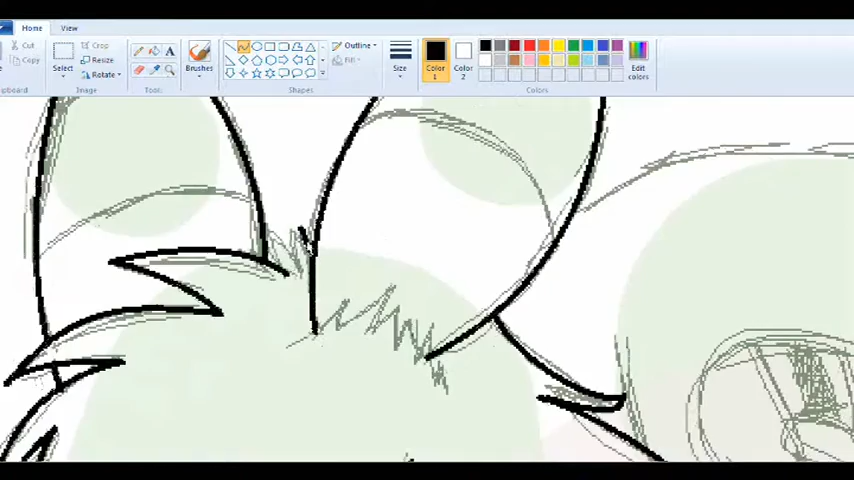 Home View
Cut
Copy
Select
Crop
Resize
Rotate
A
Brushes
Outline
Fill
Size
Color 1
Color 2
Edit colors
Image
Tools
Shapes
Colors